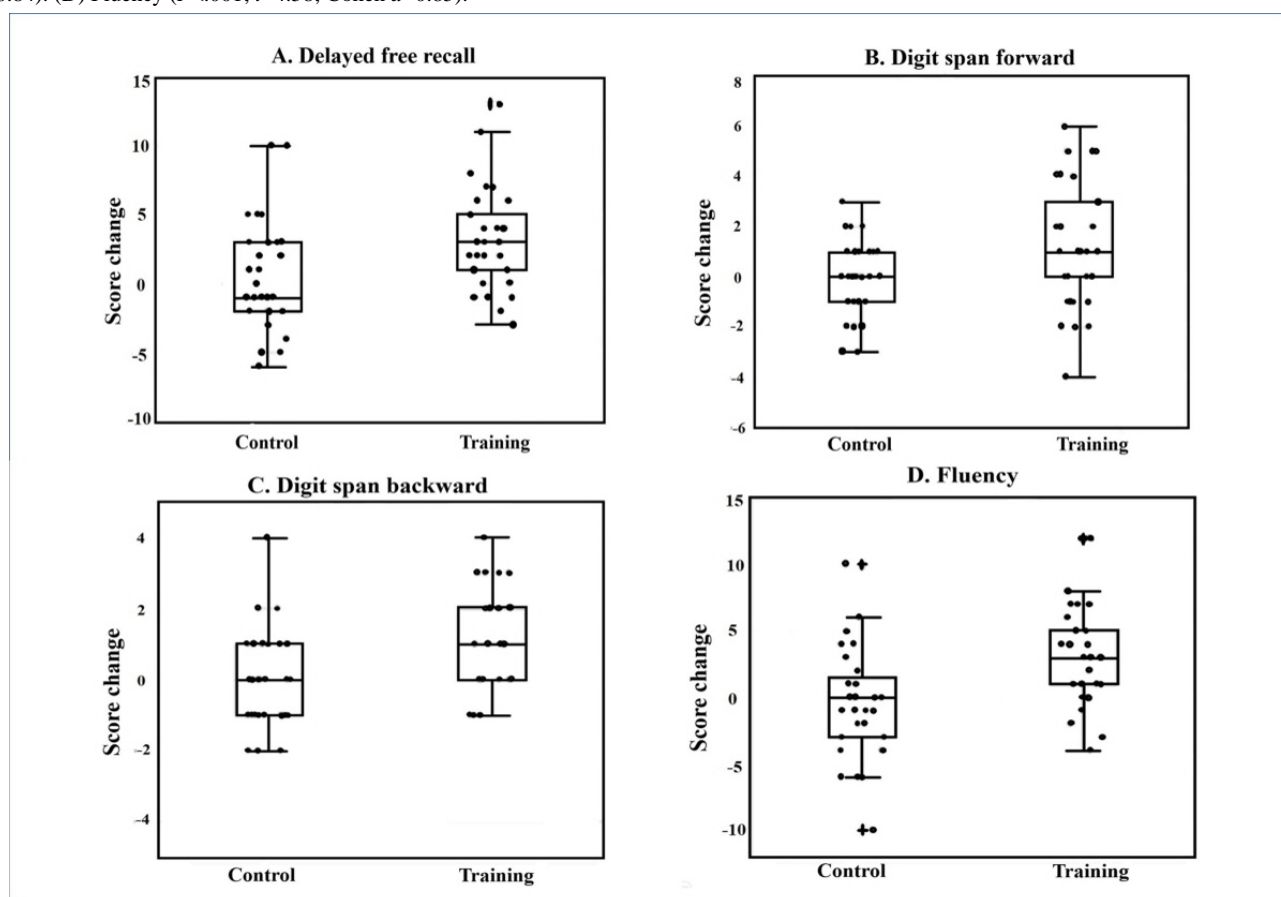 (D) Fluency
A. Delayed free recall
15
10
5
0
-5
-10
Score change
Control Training
B. Digit span forward
8
6
4
2
0
-2
-4
-6
Score change
Control Training
C. Digit span backward
4
2
0
-2
-4
Score change
Control Training
D. Fluency
15
10
5
0
-5
-10
Score change
Control Training